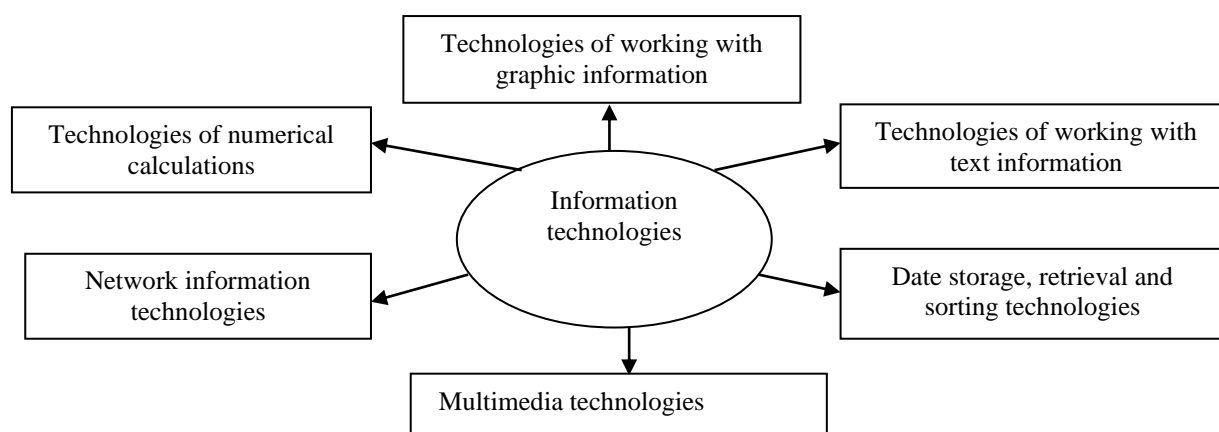 Technologies of working with
graphic information
Technologies of numerical
calculations
Technologies of working with
text information
Information
technologies
Network information
technologies
Date storage, retrieval and
sorting technologies
Multimedia technologies